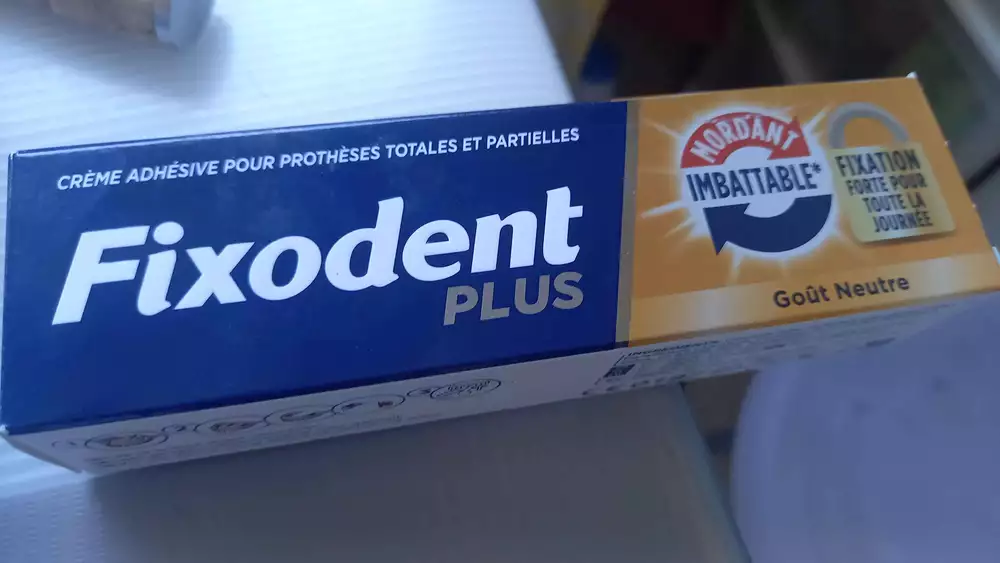 CRÈME ADHÉSIVE POUR PROTHÈSES TOTALES ET PARTIELLES
Fixodent
PLUS
MORDANT
IMBATTABLE*
FIXATION
FORTE POUR
TOUTE LA
JOURNÉE
Goût Neutre